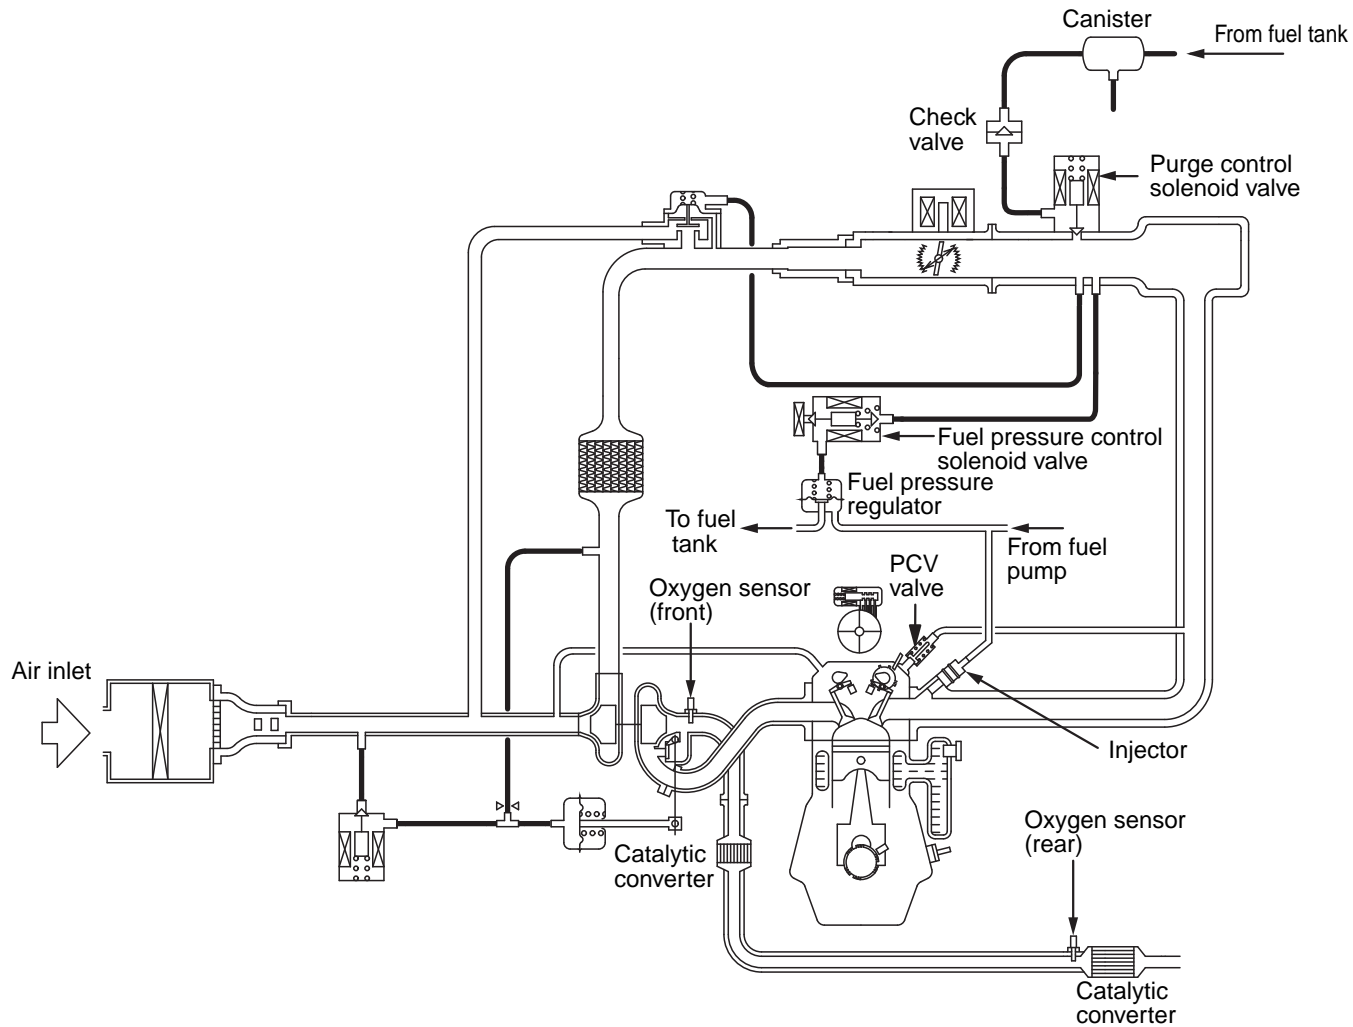 Canister
From fuel tank
Check
valve
Purge control
solenoid valve
Fuel pressure control
solenoid valve
Fuel pressure
regulator
To fuel
tank
From fuel
pump
PCV
valve
Oxygen sensor
(front)
Air inlet
Injector
Oxygen sensor
(rear)
Catalytic
converter
Catalytic
converter